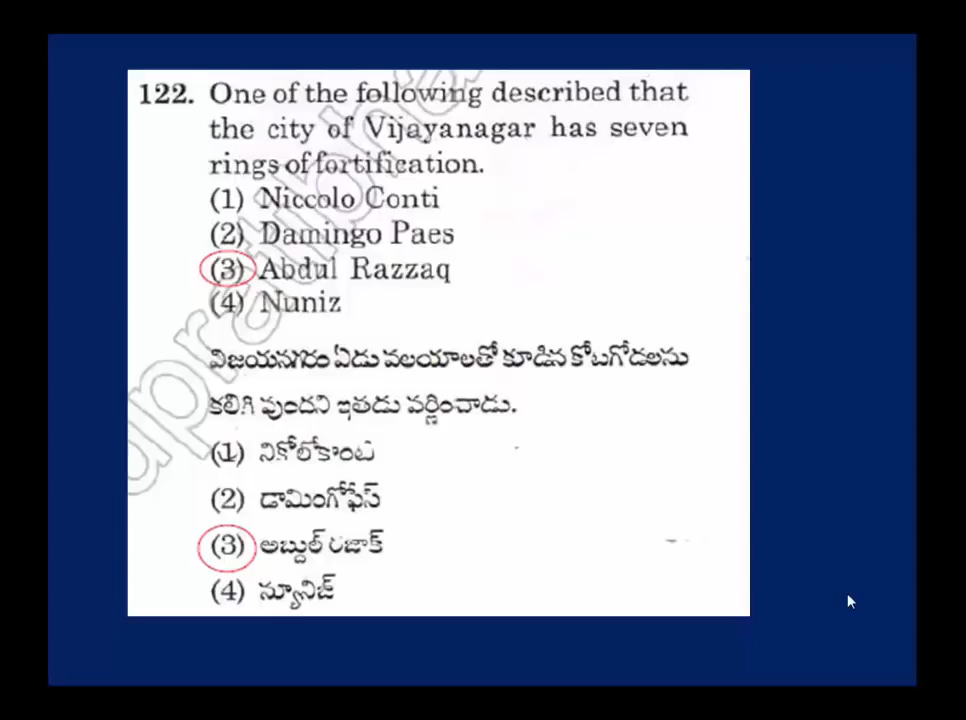 122. One of the following described that
the city of Vijayanagar has seven
rings of fortification.
(1) Niccolo Conti
(2) Damingo Paes
(3) Abdul Razzaq
(4) Nuniz
విజయనగరం ఏడు వలయాలతో కూడిన కోటగోడలను
కలిగి వుందని ఇతడు వర్ణించాడు.
(1) నికోలోకాంటి
(2) డామింగోఫేస్
(3) అబ్దుల్ రజాక్
(4) న్యూనిజ్